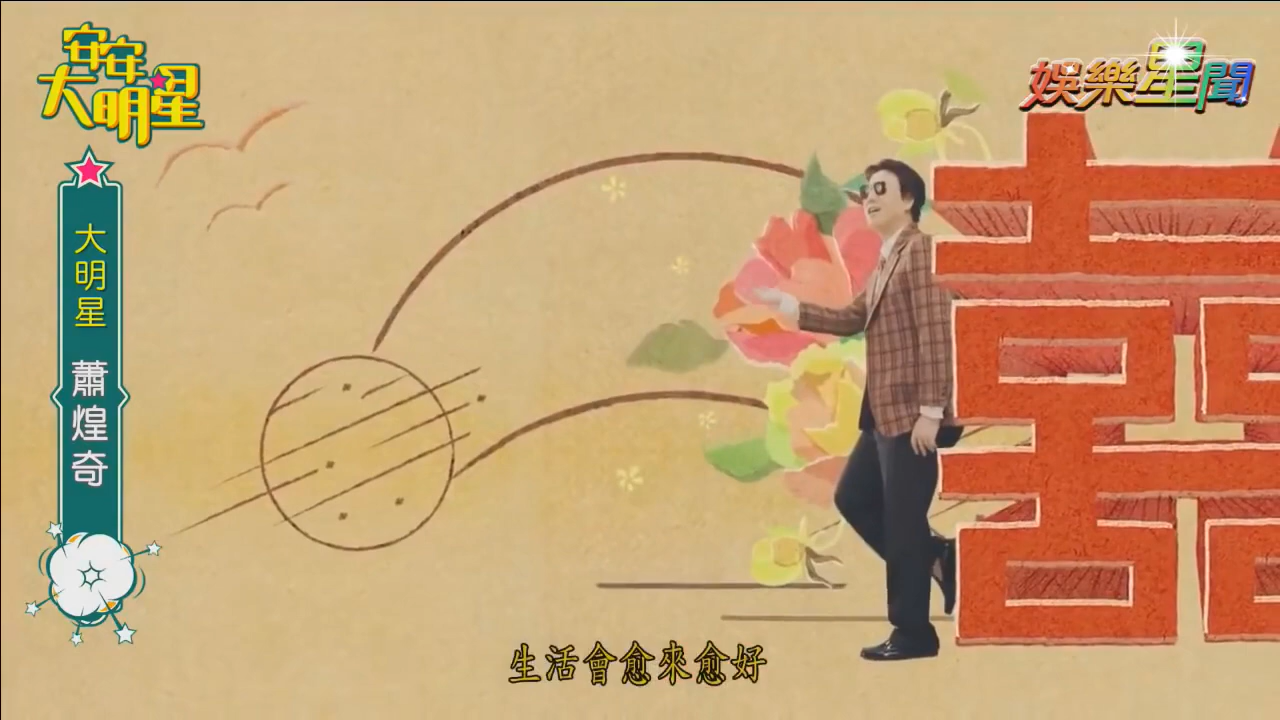 安安
大明星
娛樂星聞
大明星 蕭煌奇
囍
生活會愈來愈好